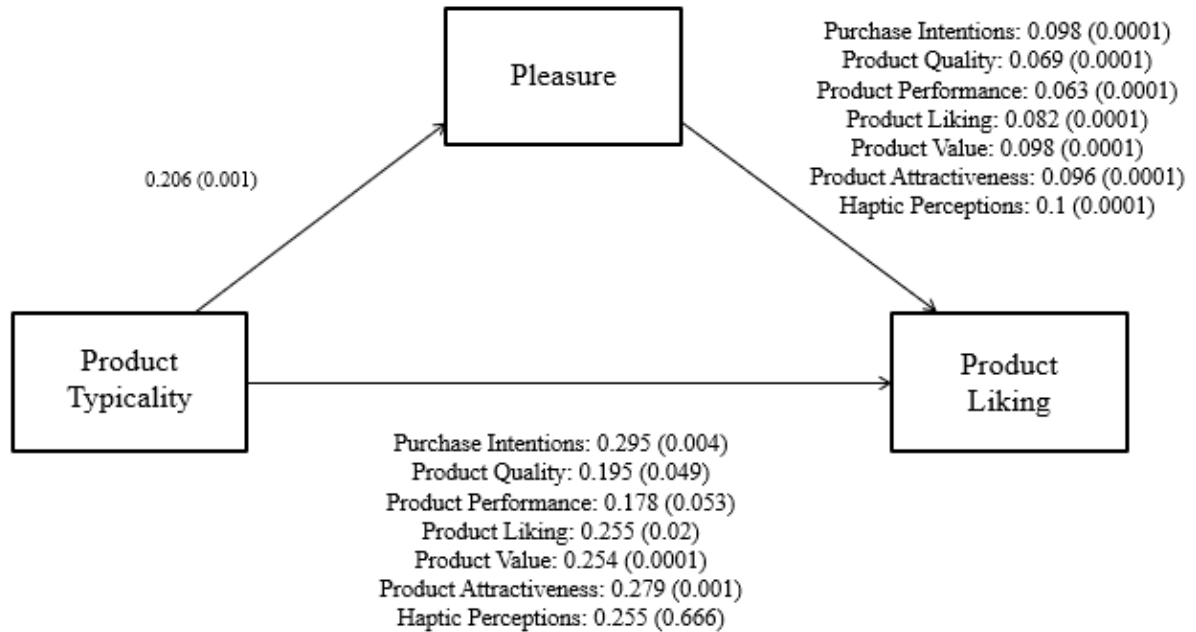 Pleasure
Purchase Intentions: 0.098 (0.0001)
Product Quality: 0.069 (0.0001)
Product Performance: 0.063 (0.0001)
Product Liking: 0.082 (0.0001)
Product Value: 0.098 (0.0001)
Product Attractiveness: 0.096 (0.0001)
Haptic Perceptions: 0.1 (0.0001)
0.206 (0.001)
Product
Typicality
Product
Liking
Purchase Intentions: 0.295 (0.004)
Product Quality: 0.195 (0.049)
Product Performance: 0.178 (0.053)
Product Liking: 0.255 (0.02)
Product Value: 0.254 (0.0001)
Product Attractiveness: 0.279 (0.001)
Haptic Perceptions: 0.255 (0.666)